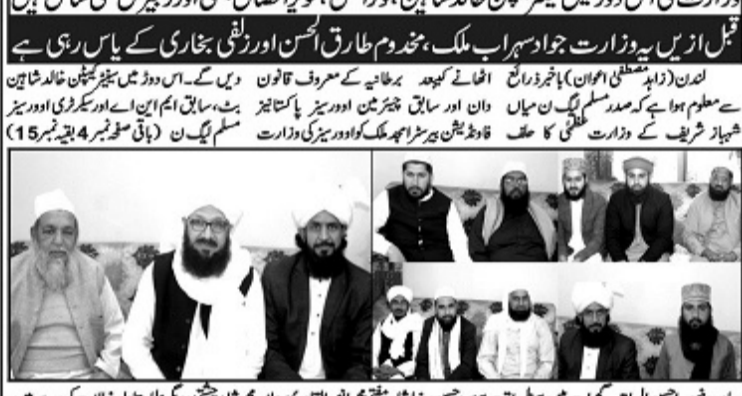 قبل ازیں یہ وزارت جواد سہراب ملک، مخدوم طارق الحسن اور زلفی بخاری کے پاس رہی ہے
لندن (زاہد مصطفیٰ اعوان) باخبر ذرائع
سے معلوم ہوا ہے کہ صدر مسلم لیگ ن میاں
شہباز شریف کے وزارت عظمیٰ کا حلف
اٹھانے کے بعد برطانیہ کے معروف قانون
دان اور سابق چیئرمین اوورسیز پاکستانیز
فاونڈیشن بیرسٹر امجد ملک کو اوورسیز کی وزارت
دیں گے۔ اس دوڑ میں سینیٹر کیپٹن خالد شاہین
بٹ، سابق ایم این اے اور سیکرٹری اوورسیز
مسلم لیگ ن (باقی صفحہ نمبر 4 بقیہ نمبر 15)